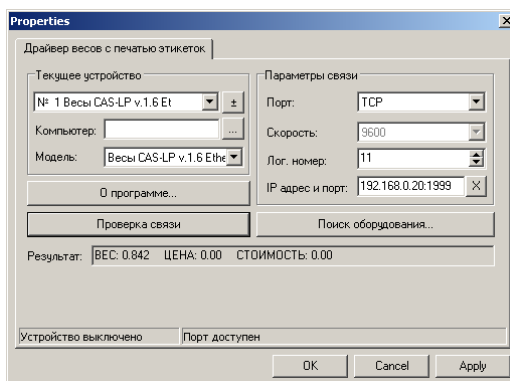 Properties
Драйвер весов с печатью этикеток
Текущее устройство
№ 1 Весы CAS-LP v.1.6 Et
±
Компьютер:
...
Модель:
Весы CAS-LP v.1.6 Ethe
О программе...
Проверка связи
Параметры связи
Порт:
TCP
Скорость:
9600
Лог. номер:
11
IP адрес и порт:
192.168.0.20:1999
X
Поиск оборудования...
Результат:
ВЕС: 0.842 ЦЕНА: 0.00 СТОИМОСТЬ: 0.00
Устройство выключено
Порт доступен
OK
Cancel
Apply